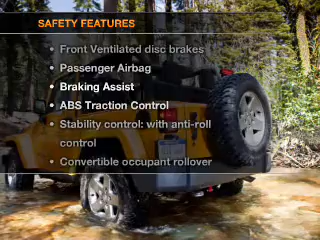 SAFETY FEATURES
• Front Ventilated disc brakes
• Passenger Airbag
• Braking Assist
• ABS Traction Control
• Stability control: with anti-roll
control
• Convertible occupant rollover